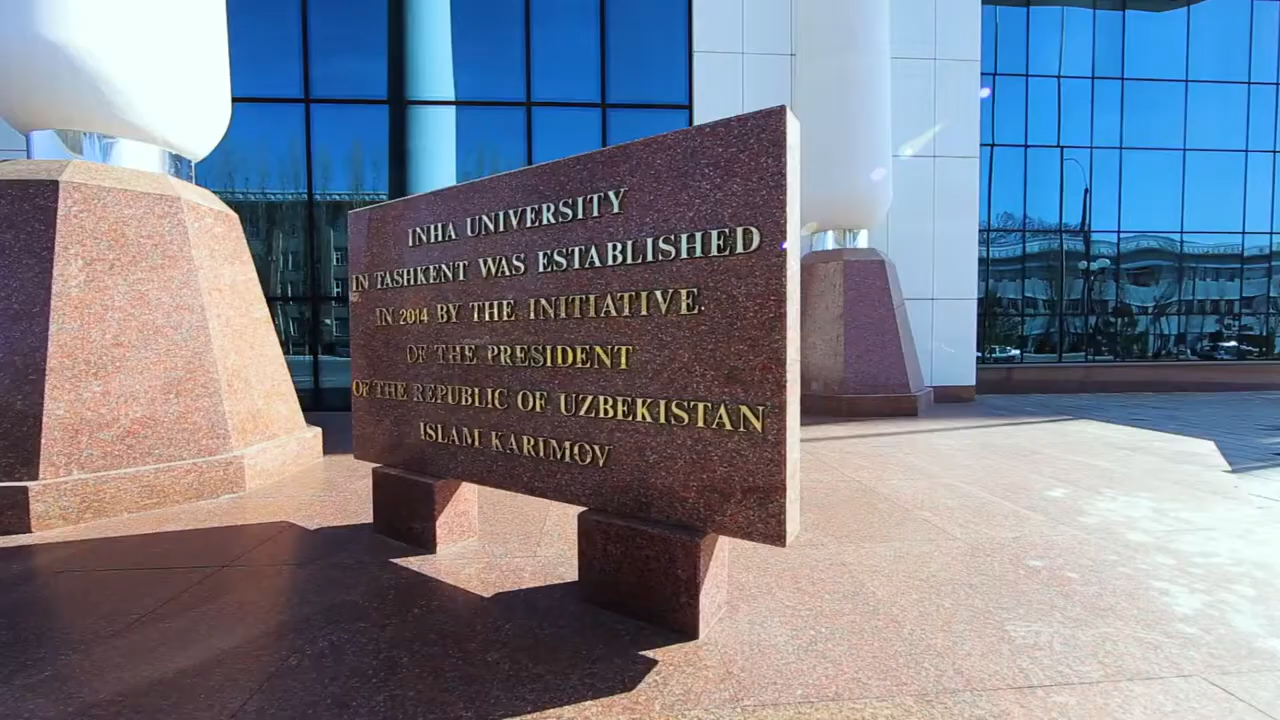 INHA UNIVERSITY
IN TASHKENT WAS ESTABLISHED
IN 2014 BY THE INITIATIVE
OF THE PRESIDENT
OF THE REPUBLIC OF UZBEKISTAN
ISLAM KARIMOV